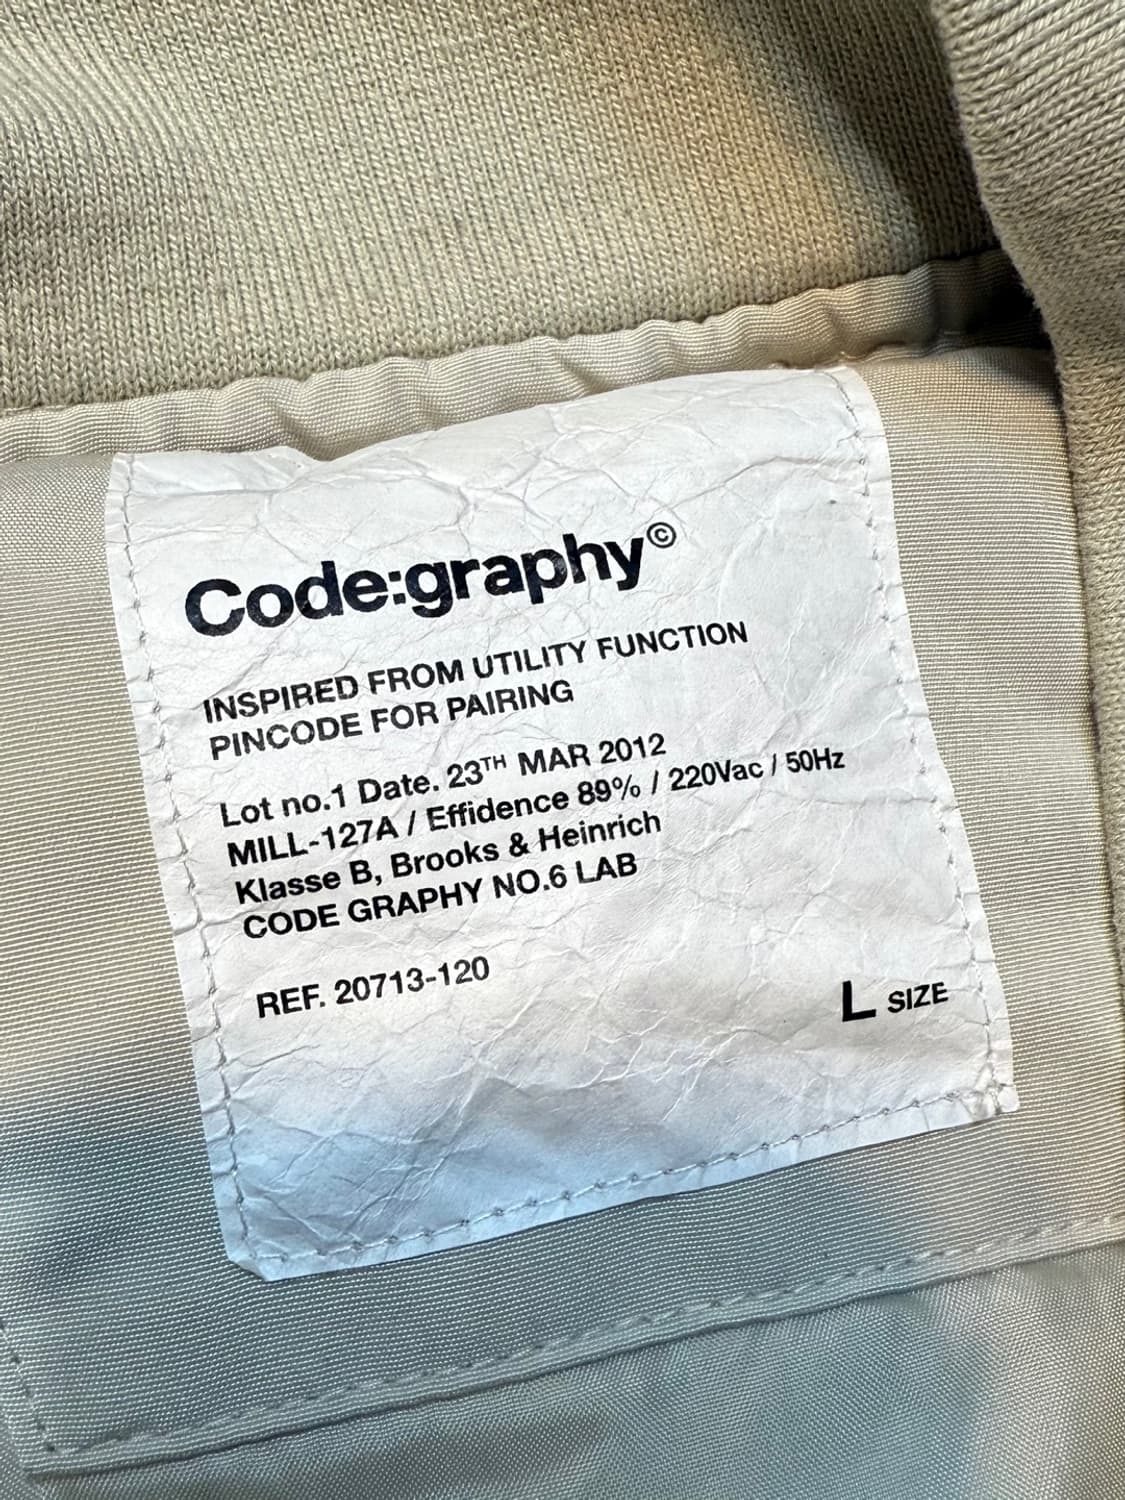 Code:graphy©
INSPIRED FROM UTILITY FUNCTION
PINCODE FOR PAIRING
Lot no.1 Date. 23TH MAR 2012
MILL-127A / Effidence 89% / 220Vac / 50Hz
Klasse B, Brooks & Heinrich
CODE GRAPHY NO.6 LAB
REF. 20713-120
L SIZE